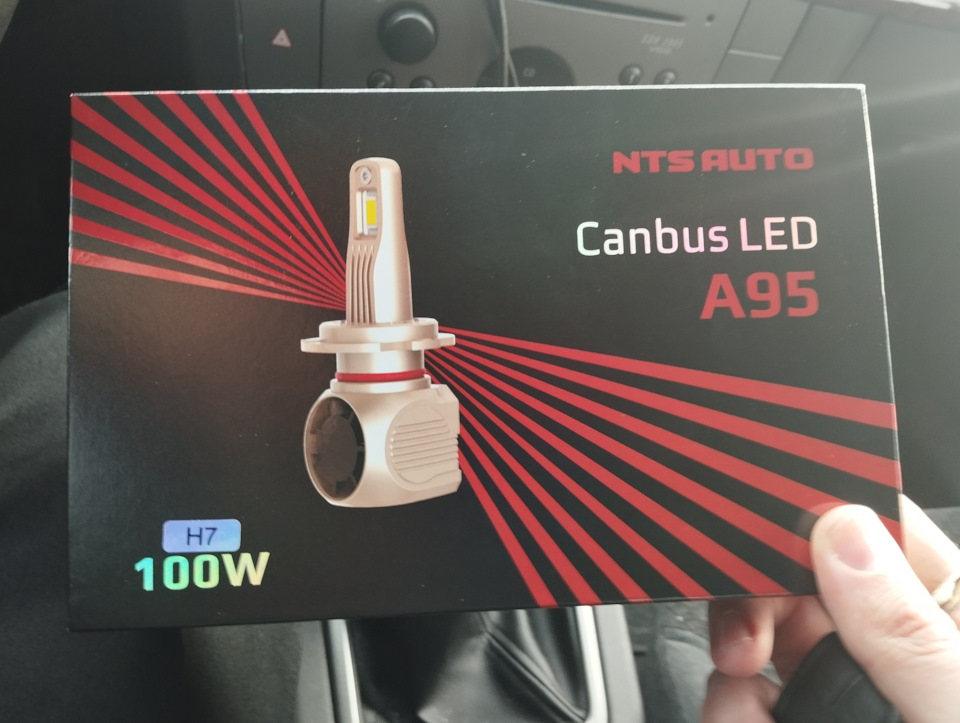 NTS AUTO
Canbus LED
A95
H7
100W